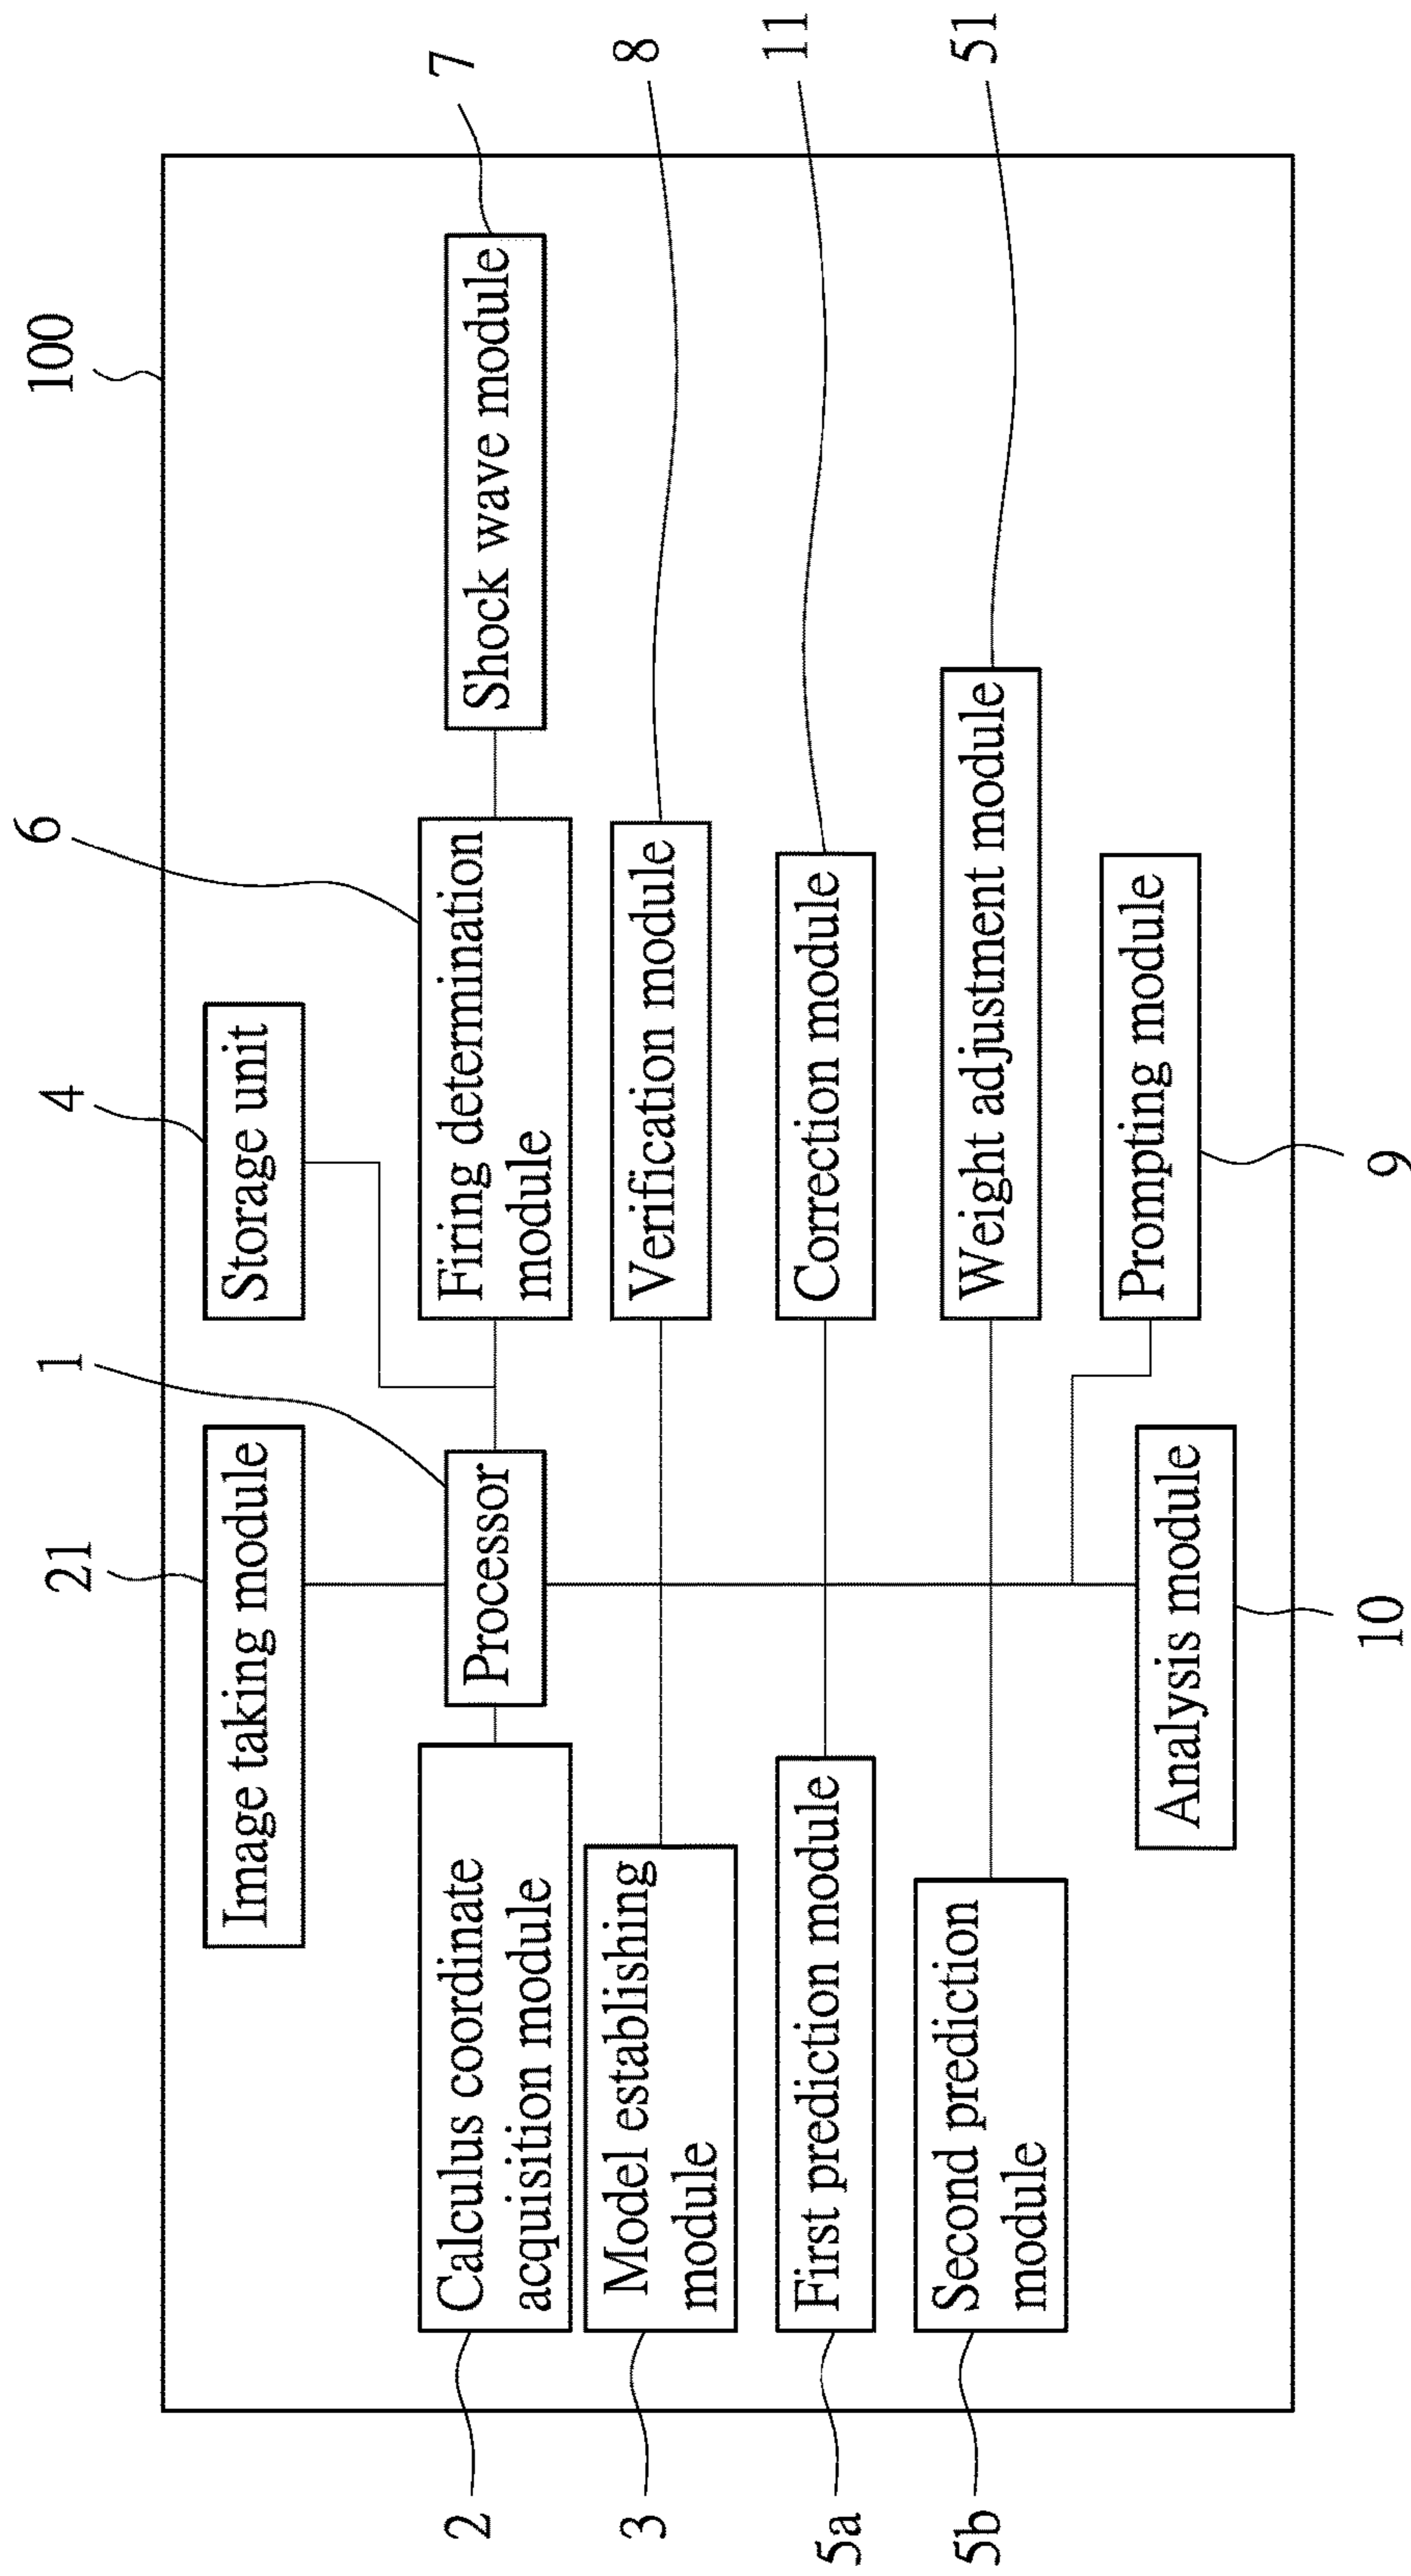 100
21
1
4
6
7
Image taking module
Storage unit
Calculus coordinate
acquisition module
Processor
Firing determination
module
Shock wave module
2
Model establishing
module
Verification module
3
8
First prediction module
Correction module
5a
11
Second prediction
module
Weight adjustment module
5b
51
Analysis module
Prompting module
10
9